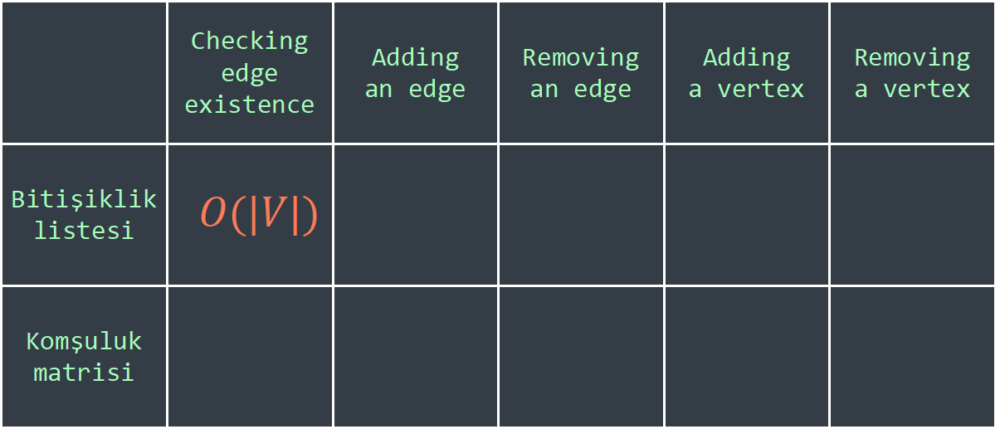 Checking
edge
existence
Adding
an edge
Removing
an edge
Adding
a vertex
Removing
a vertex
Bitişiklik
listesi
O(|V|)
Komşuluk
matrisi